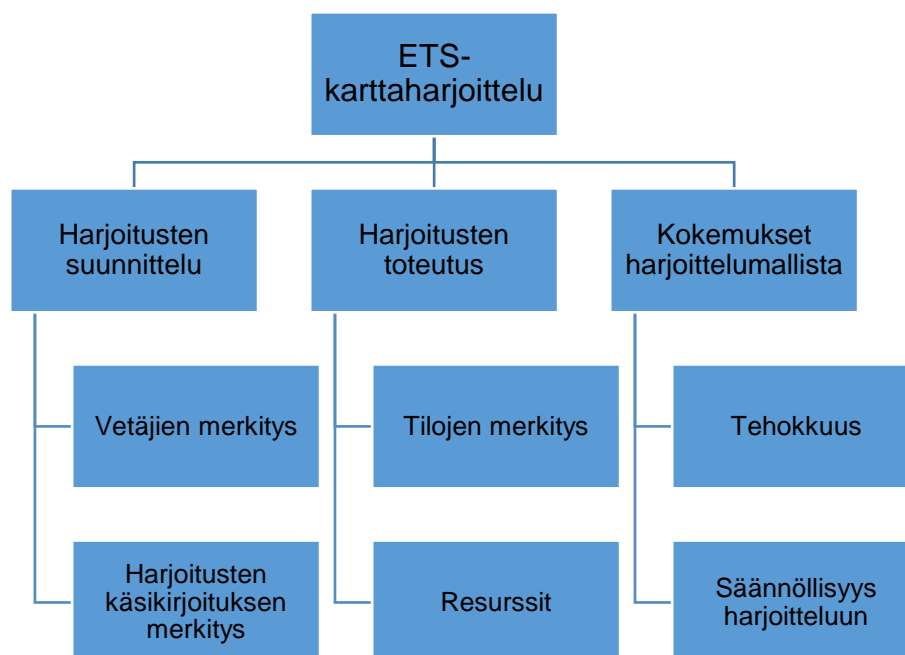 ETS-
karttaharjoittelu
Harjoitusten
suunnittelu
Harjoitusten
toteutus
Kokemukset
harjoittelumallista
Vetäjien merkitys
Tilojen merkitys
Tehokkuus
Harjoitusten
käsikirjoituksen
merkitys
Resurssit
Säännöllisyys
harjoitteluun